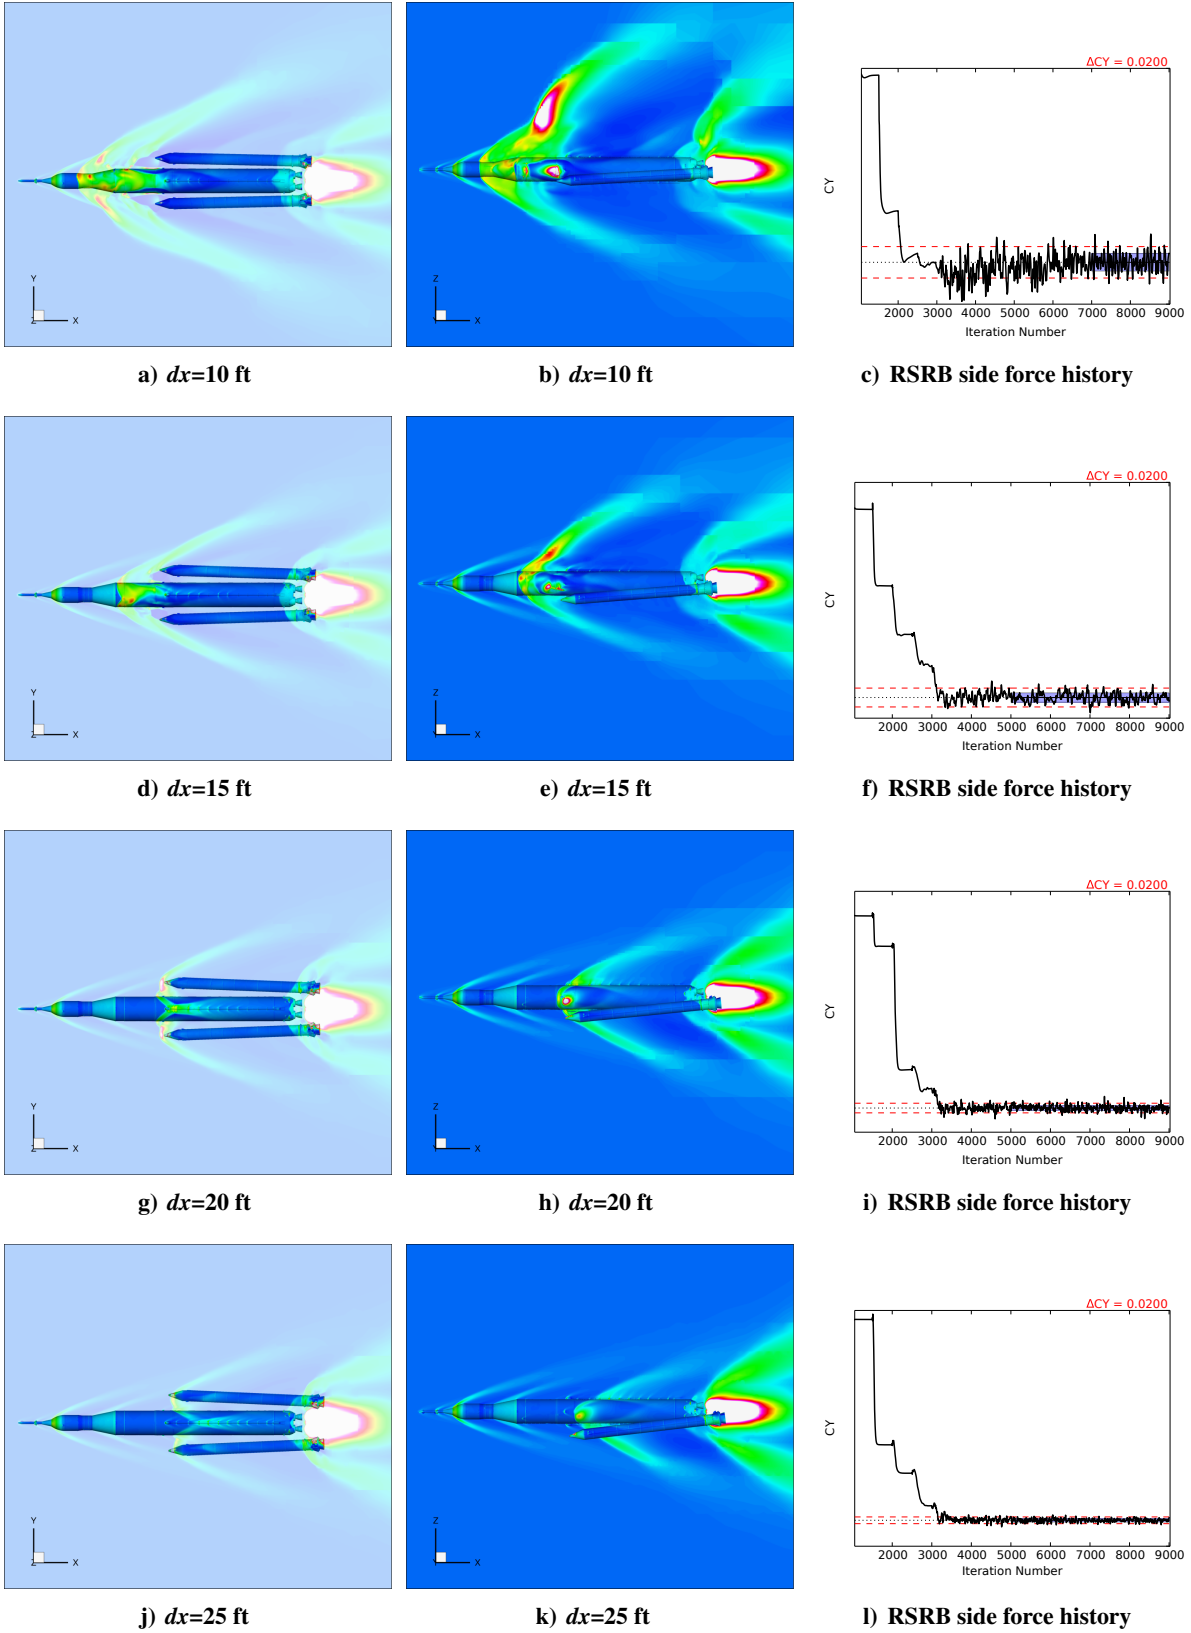 Y
Z
X
Z
Y
X
ΔCY = 0.0200
CY
2000 3000 4000 5000 6000 7000 8000 9000
Iteration Number
a) dx=10 ft
b) dx=10 ft
c) RSRB side force history
Y
Z
X
Z
Y
X
ΔCY = 0.0200
CY
2000 3000 4000 5000 6000 7000 8000 9000
Iteration Number
d) dx=15 ft
e) dx=15 ft
f) RSRB side force history
Y
Z
X
Z
Y
X
ΔCY = 0.0200
CY
2000 3000 4000 5000 6000 7000 8000 9000
Iteration Number
g) dx=20 ft
h) dx=20 ft
i) RSRB side force history
Y
Z
X
Z
Y
X
ΔCY = 0.0200
CY
2000 3000 4000 5000 6000 7000 8000 9000
Iteration Number
j) dx=25 ft
k) dx=25 ft
l) RSRB side force history